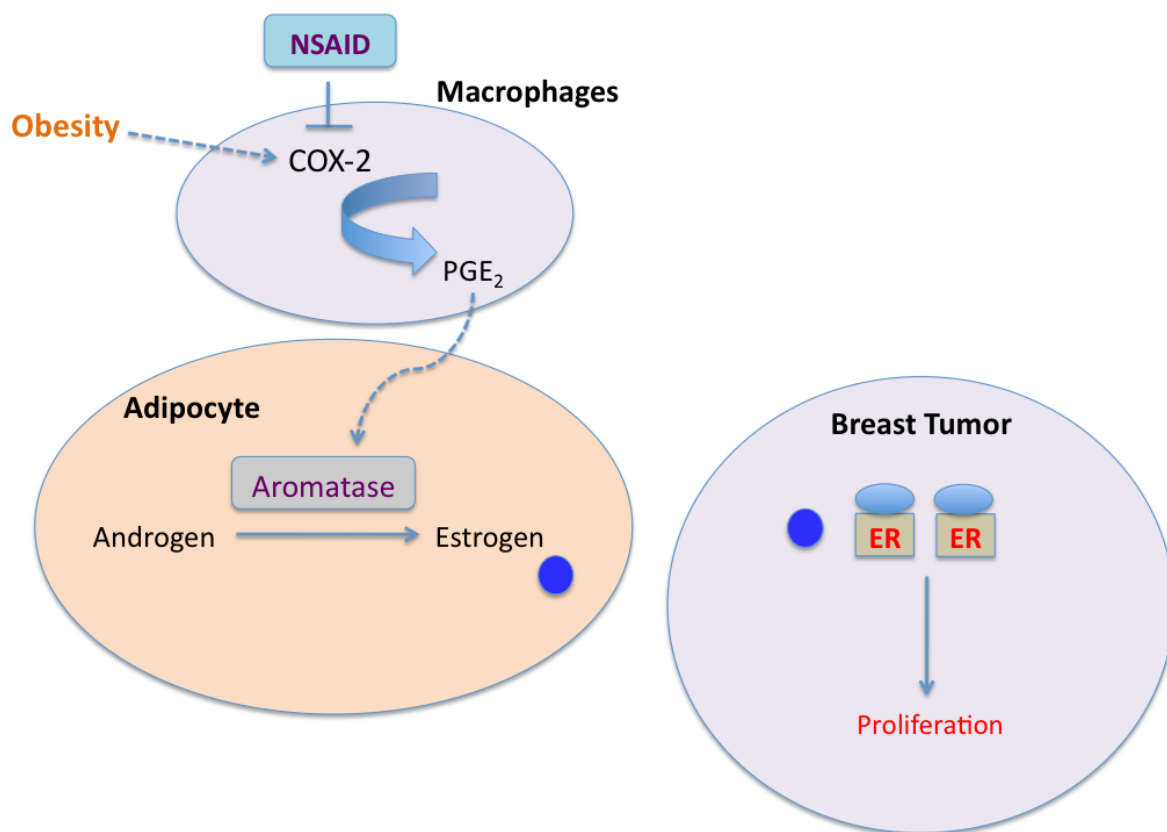 NSAID
Macrophages
Obesity
COX-2
PGE₂
Adipocyte
Aromatase
Androgen
Estrogen
Breast Tumor
ER
ER
Proliferation